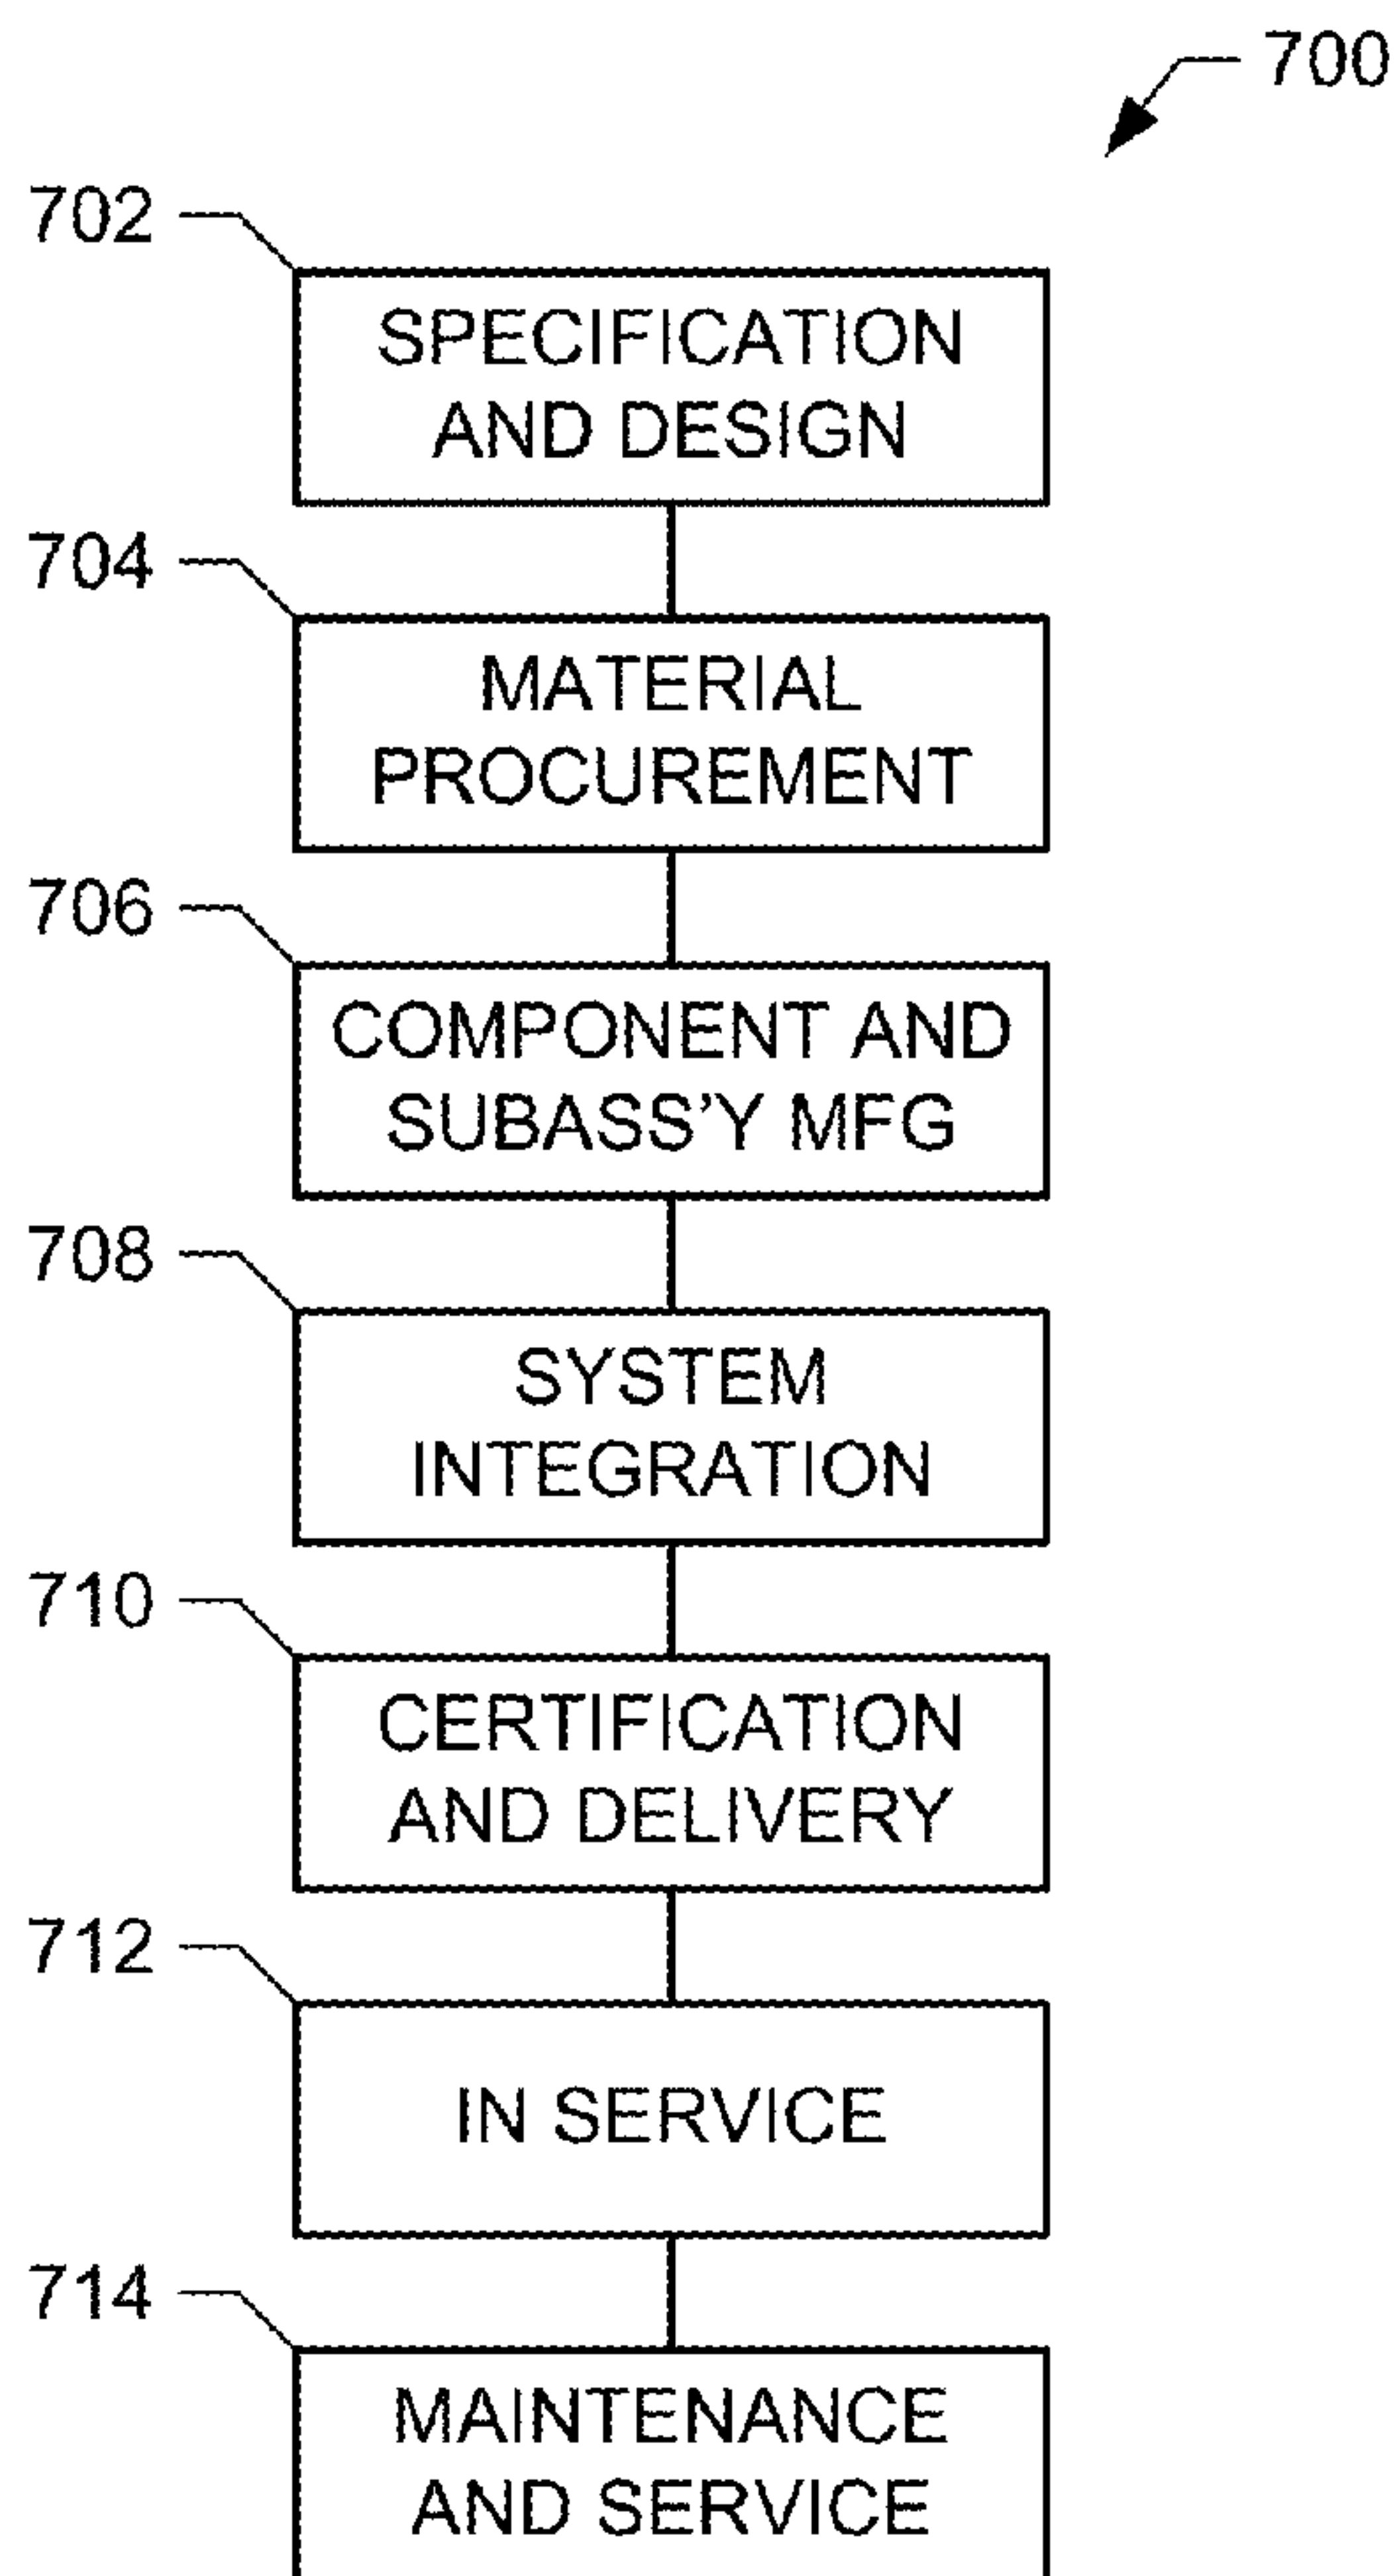 700
702
SPECIFICATION
AND DESIGN
704
MATERIAL
PROCUREMENT
706
COMPONENT AND
SUBASS’Y MFG
708
SYSTEM
INTEGRATION
710
CERTIFICATION
AND DELIVERY
712
IN SERVICE
714
MAINTENANCE
AND SERVICE